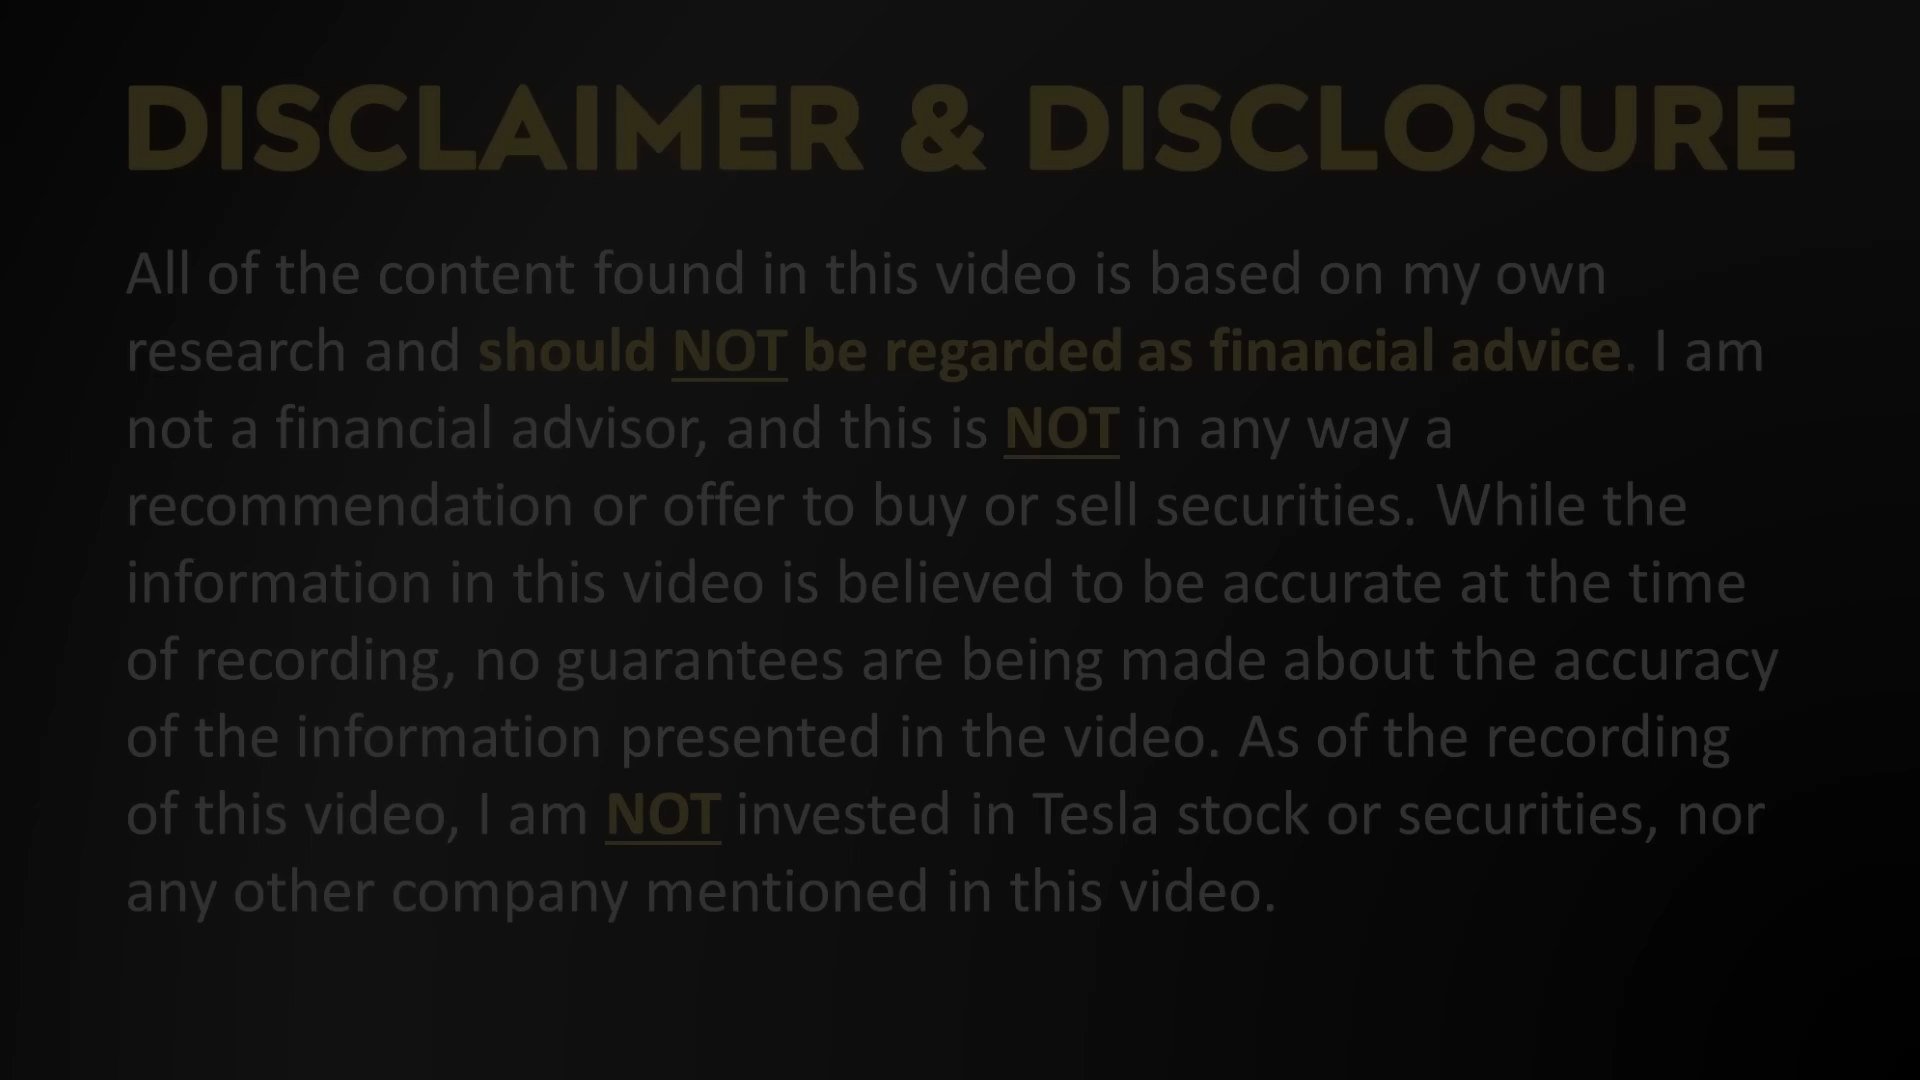 DISCLAIMER & DISCLOSURE
All of the content found in this video is based on my own
research and should NOT be regarded as financial advice. I am
not a financial advisor, and this is NOT in any way a
recommendation or offer to buy or sell securities. While the
information in this video is believed to be accurate at the time
of recording, no guarantees are being made about the accuracy
of the information presented in the video. As of the recording
of this video, I am NOT invested in Tesla stock or securities, nor
any other company mentioned in this video.